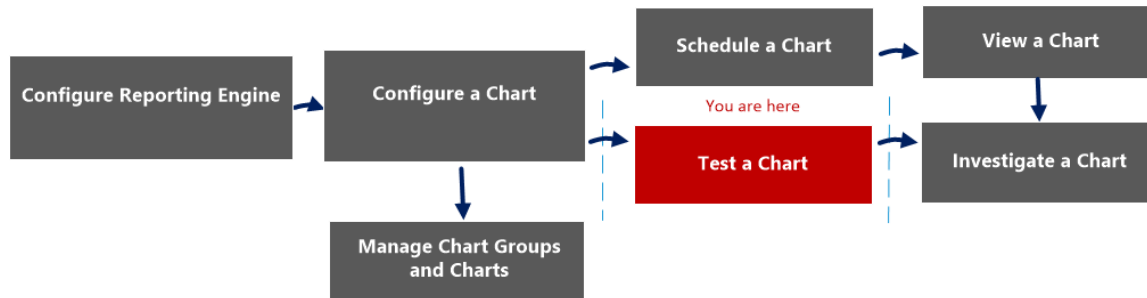 Configure Reporting Engine
Configure a Chart
Schedule a Chart
View a Chart
You are here
Test a Chart
Investigate a Chart
Manage Chart Groups
and Charts